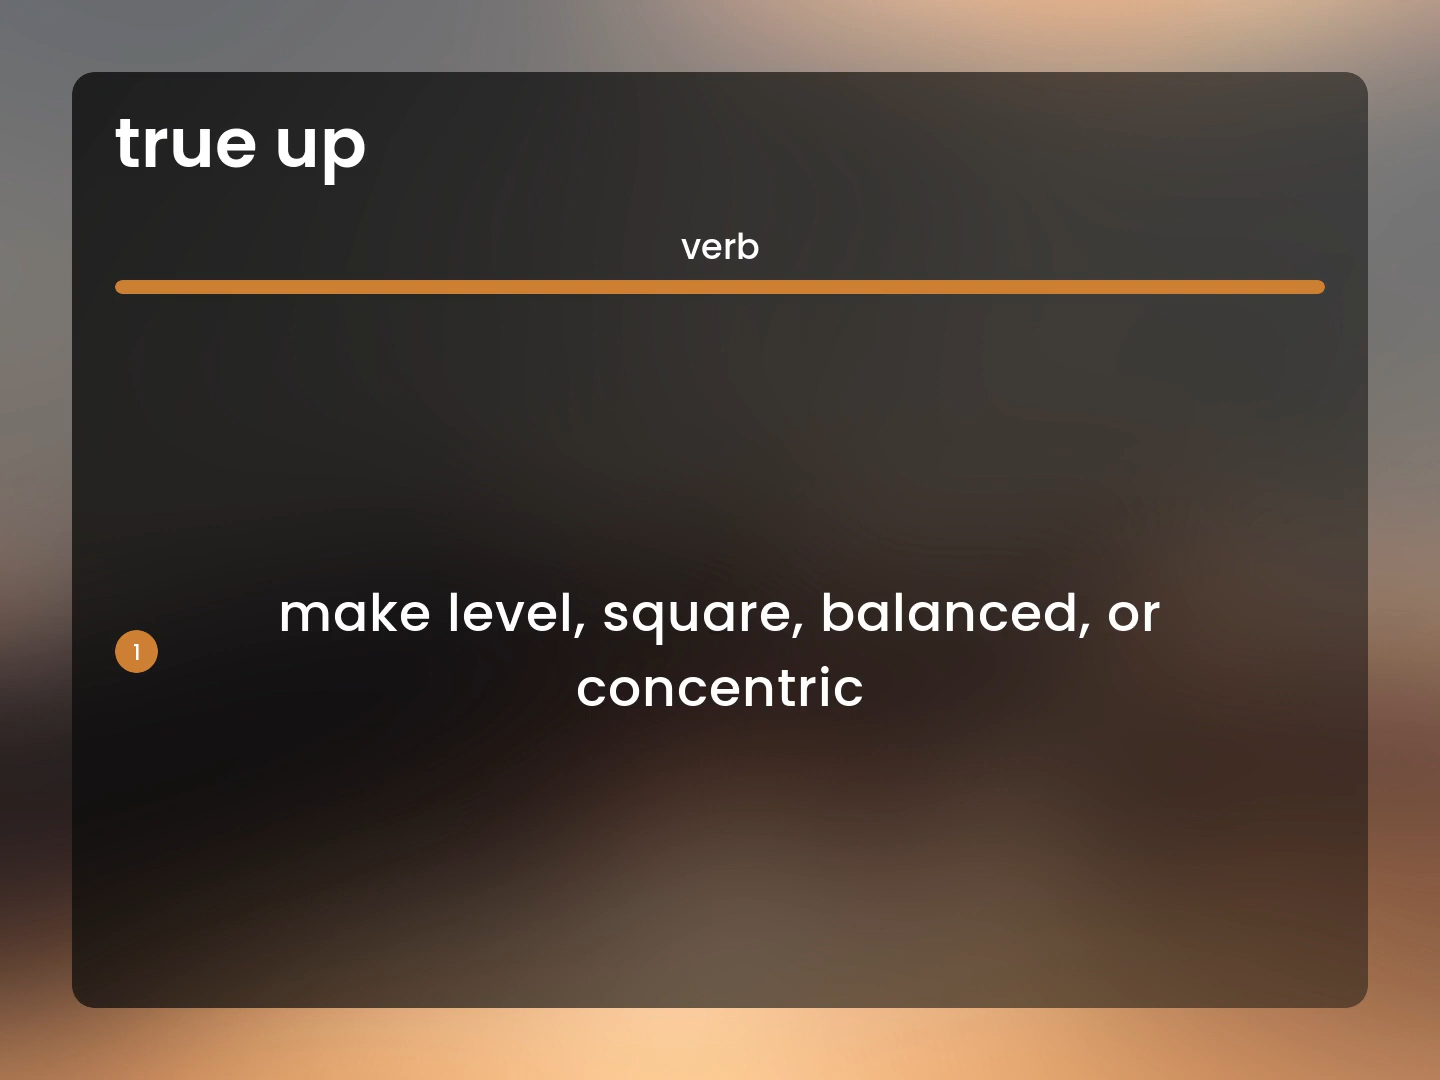 true up
verb
1
make level, square, balanced, or
concentric